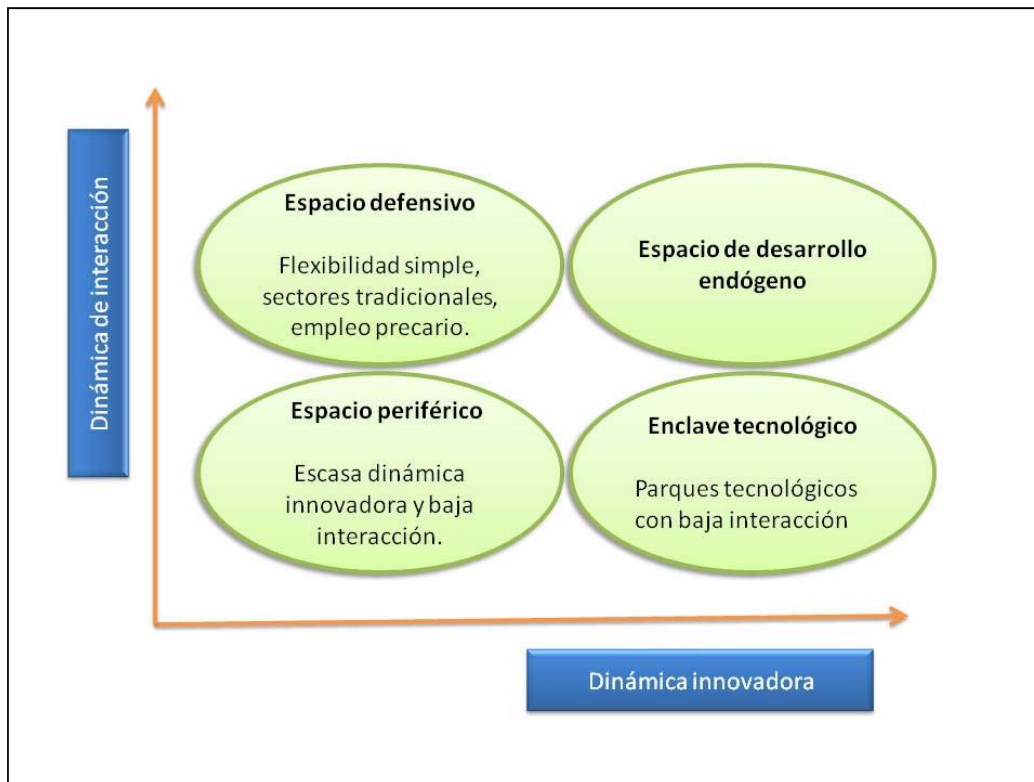 Dinámica de interacción
Espacio defensivo
Flexibilidad simple,
sectores tradicionales,
empleo precario.
Espacio de desarrollo
endógeno
Espacio periférico
Escasa dinámica
innovadora y baja
interacción.
Enclave tecnológico
Parques tecnológicos
con baja interacción
Dinámica innovadora